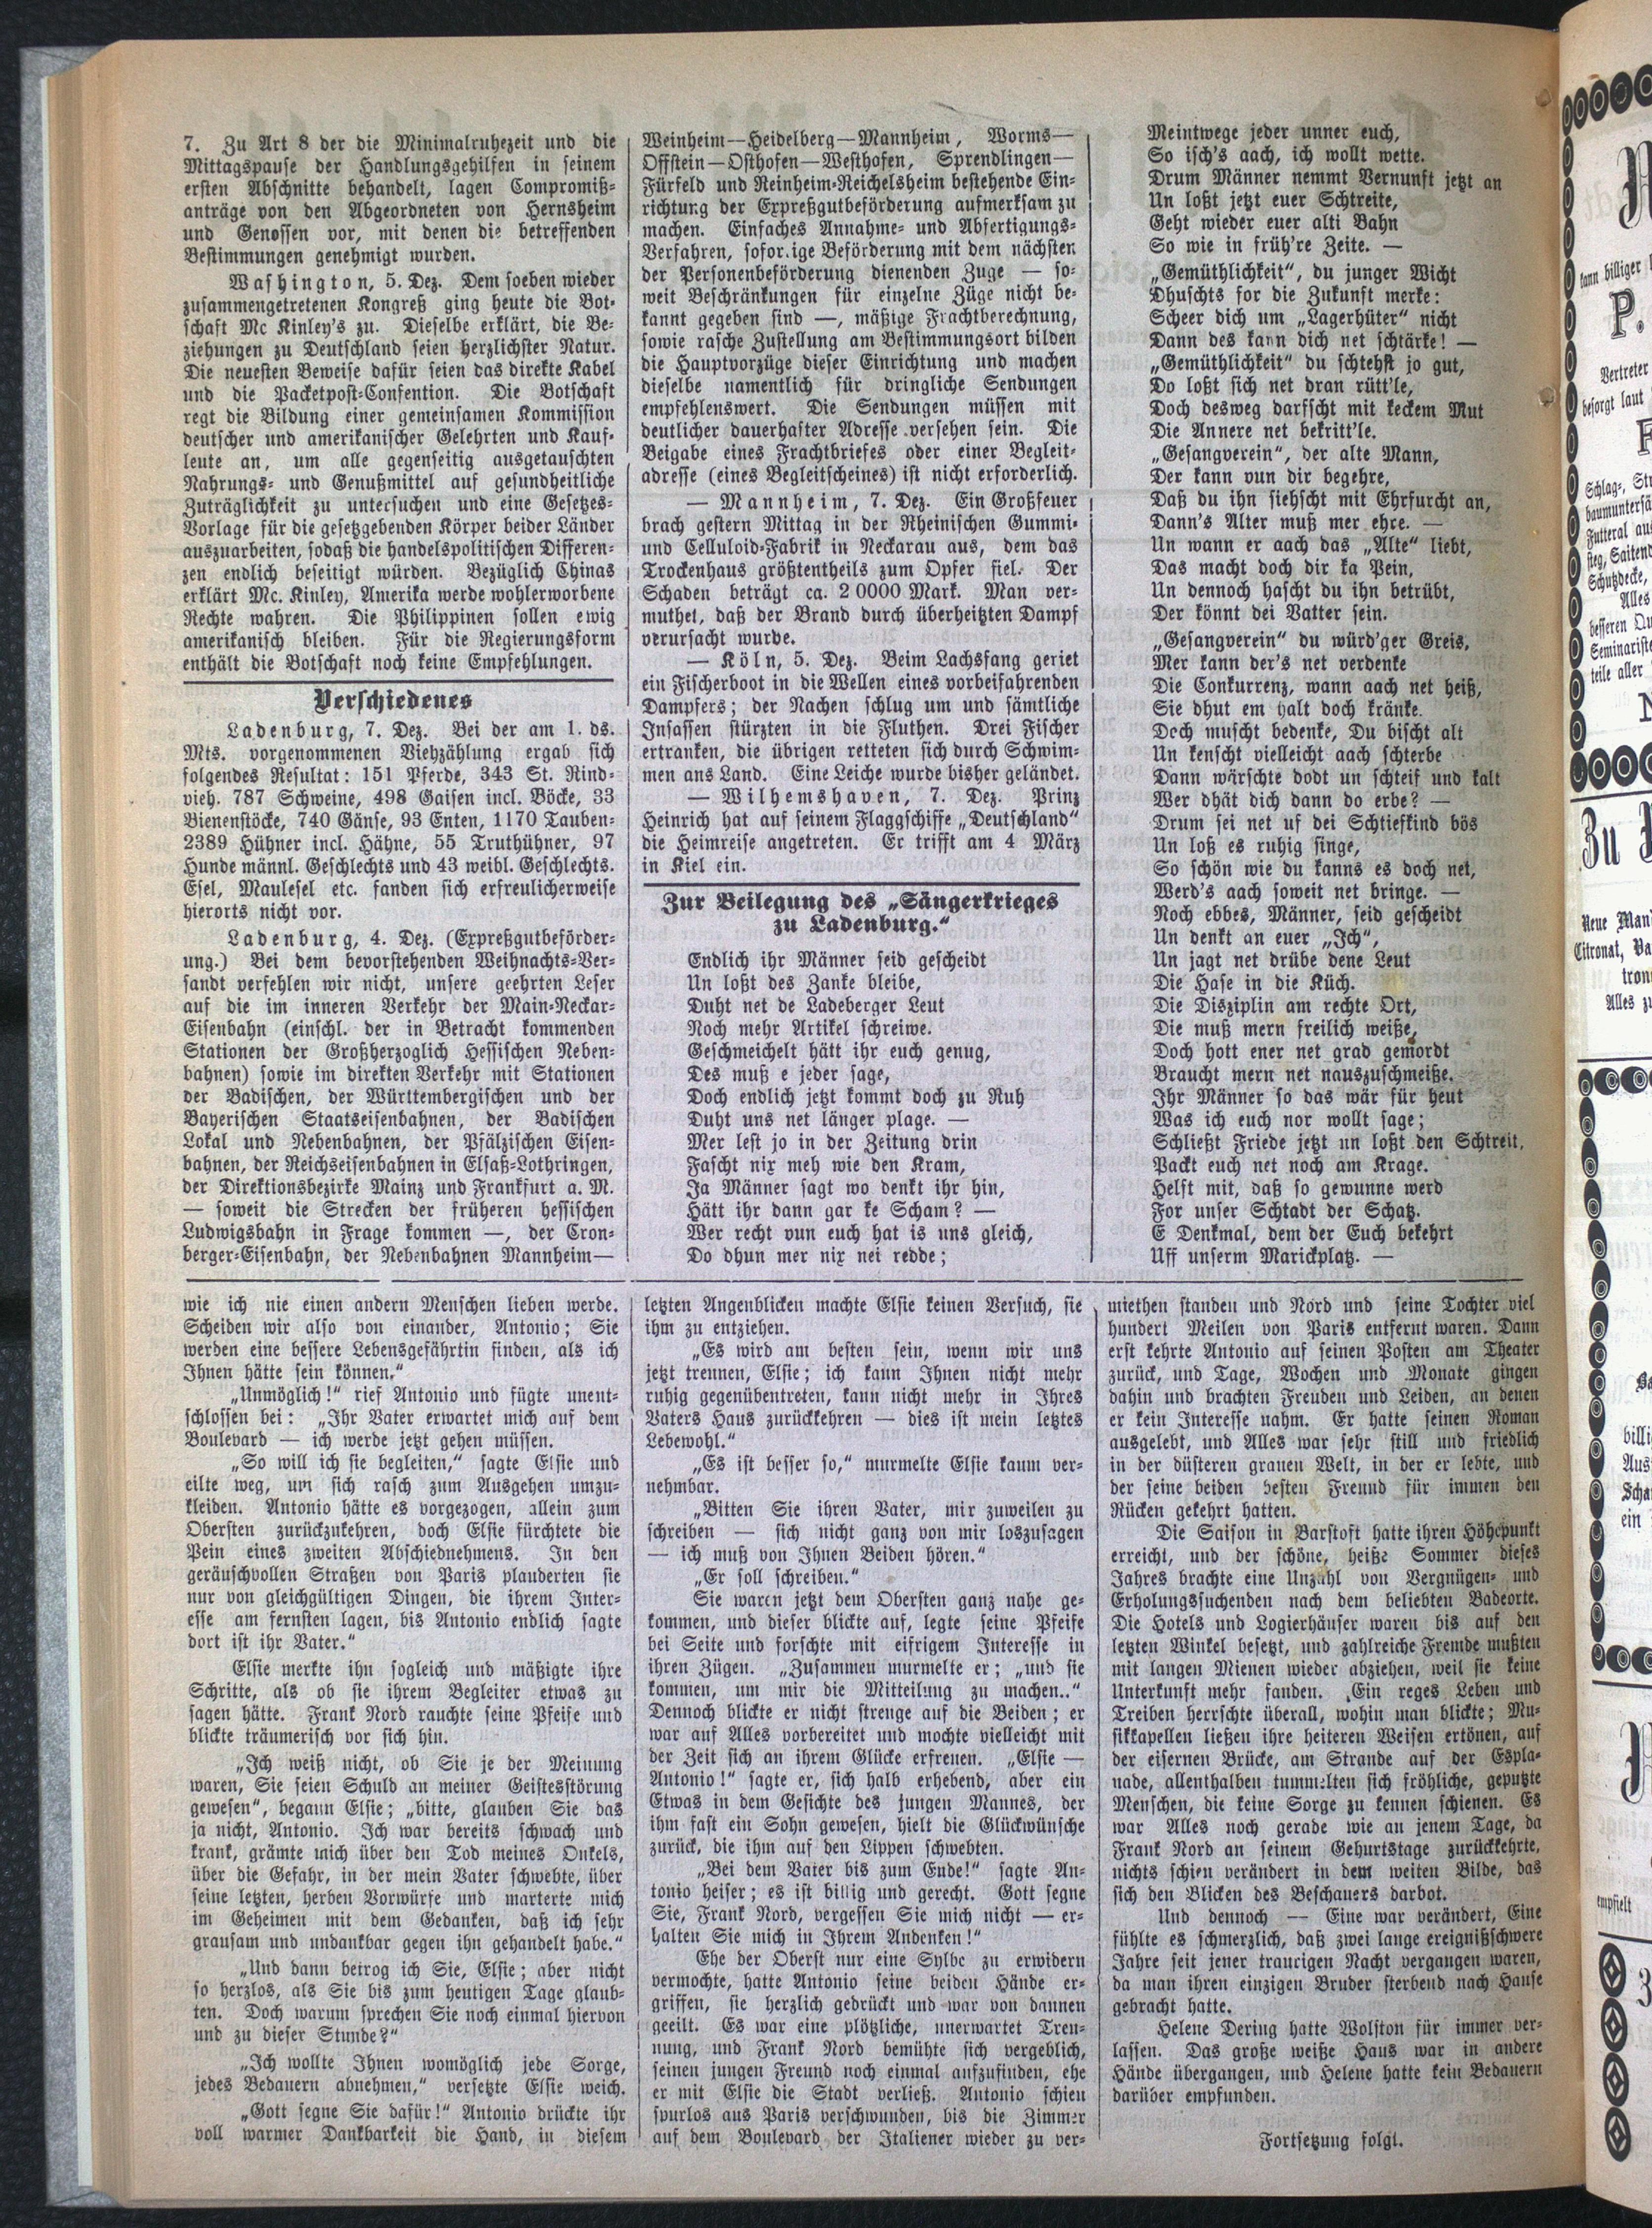 7. Zu Art 8 der die Minimalruhezeit und die
Mittagspause der Handlungsgehilfen in seinem
ersten Abschnitte behandelt, lagen Compromiß-
anträge von den Abgeordneten von Hernsheim
und Genossen vor, mit denen die betreffenden
Bestimmungen genehmigt wurden.
Washington, 5. Dez. Dem soeben wieder
zusammengetretenen Kongreß ging heute die Bot-
schaft Mc Kinley's zu. Dieselbe erklärt, die Be-
ziehungen zu Deutschland seien herzlichster Natur.
Die neuesten Beweise dafür seien das direkte Kabel
und die Packetpost-Confention. Die Botschaft
regt die Bildung einer gemeinsamen Kommission
deutscher und amerikanischer Gelehrten und Kauf-
leute an, um alle gegenseitig ausgetauschten
Nahrungs- und Genußmittel auf gesundheitliche
Zuträglichkeit zu untersuchen und eine Gesetzes-
Vorlage für die gesetzgebenden Körper beider Länder
auszuarbeiten, sodaß die handelspolitischen Differen-
zen endlich beseitigt würden. Bezüglich Chinas
erklärt Mc. Kinley, Amerika werde wohlerworbene
Rechte wahren. Die Philippinen sollen ewig
amerikanisch bleiben. Für die Regierungsform
enthält die Botschaft noch keine Empfehlungen.
Verschiedenes
Ladenburg, 7. Dez. Bei der am 1. ds.
Mts. vorgenommenen Viehzählung ergab sich
folgendes Resultat: 151 Pferde, 343 St. Rind-
vieh. 787 Schweine, 498 Gaisen incl. Böcke, 33
Bienenstöcke, 740 Gänse, 93 Enten, 1170 Tauben-
2389 Hühner incl. Hähne, 55 Truthühner, 97
Hunde männl. Geschlechts und 43 weibl. Geschlechts.
Esel, Maulesel etc. fanden sich erfreulicherweise
hierorts nicht vor.
Ladenburg, 4. Dez. (Expreßgutbeförder-
ung.) Bei dem bevorstehenden Weihnachts-Ver-
sandt verfehlen wir nicht, unsere geehrten Leser
auf die im inneren Verkehr der Main-Neckar-
Eisenbahn (einschl. der in Betracht kommenden
Stationen der Großherzoglich Hessischen Neben-
bahnen) sowie im direkten Verkehr mit Stationen
der Badischen, der Württembergischen und der
Bayerischen Staatseisenbahnen, der Badischen
Lokal und Nebenbahnen, der Pfälzischen Eisen-
bahnen, der Reichseisenbahnen in Elsaß-Lothringen,
der Direktionsbezirke Mainz und Frankfurt a. M.
— soweit die Strecken der früheren hessischen
Ludwigsbahn in Frage kommen —, der Cron-
berger-Eisenbahn, der Nebenbahnen Mannheim—
Weinheim—Heidelberg—Mannheim, Worms—
Offstein—Osthofen—Westhofen, Sprendlingen—
Fürfeld und Reinheim-Reichelsheim bestehende Ein-
richtung der Expreßgutbeförderung aufmerksam zu
machen. Einfaches Annahme- und Abfertigungs-
Verfahren, sofor.ige Beförderung mit dem nächsten
der Personenbeförderung dienenden Zuge — so-
weit Beschränkungen für einzelne Züge nicht be-
kannt gegeben sind —, mäßige Frachtberechnung,
sowie rasche Zustellung am Bestimmungsort bilden
die Hauptvorzüge dieser Einrichtung und machen
dieselbe namentlich für dringliche Sendungen
empfehlenswert. Die Sendungen müssen mit
deutlicher dauerhafter Adresse versehen sein. Die
Beigabe eines Frachtbriefes oder einer Begleit-
adresse (eines Begleitscheines) ist nicht erforderlich.
— Mannheim, 7. Dez. Ein Großfeuer
brach gestern Mittag in der Rheinischen Gummi-
und Celluloid-Fabrik in Neckarau aus, dem das
Trockenhaus größtentheils zum Opfer fiel. Der
Schaden beträgt ca. 2 0000 Mark. Man ver-
muthet, daß der Brand durch überheitzten Dampf
verursacht wurde.
— Köln, 5. Dez. Beim Lachsfang geriet
ein Fischerboot in die Wellen eines vorbeifahrenden
Dampfers; der Nachen schlug um und sämtliche
Insassen stürzten in die Fluthen. Drei Fischer
ertranken, die übrigen retteten sich durch Schwim-
men ans Land. Eine Leiche wurde bisher geländet.
— Wilhemshaven, 7. Dez. Prinz
Heinrich hat auf seinem Flaggschiffe „Deutschland“
die Heimreise angetreten. Er trifft am 4 März
in Kiel ein.
Zur Beilegung des „Sängerkrieges
zu Ladenburg.“
Endlich ihr Männer seid gescheidt
Un loßt des Zanke bleibe,
Duht net de Ladeberger Leut
Noch mehr Artikel schreiwe.
Geschmeichelt hätt ihr euch genug,
Des muß e jeder sage,
Doch endlich jetzt kommt doch zu Ruh
Duht uns net länger plage. —
Mer lest jo in der Zeitung drin
Fascht nix meh wie den Kram,
Ja Männer sagt wo denkt ihr hin,
Hätt ihr dann gar ke Scham? —
Wer recht vun euch hat is uns gleich,
Do dhun mer nix nei redde;
Meintwege jeder unner euch,
So isch's aach, ich wollt wette.
Drum Männer nemmt Vernunft jetzt an
Un loßt jetzt euer Schtreite,
Geht wieder euer alti Bahn
So wie in früh're Zeite. —
„Gemüthlichkeit“, du junger Wicht
Dhuschts for die Zukunft merke:
Scheer dich um „Lagerhüter“ nicht
Dann des kann dich net schtärke! —
„Gemüthlichkeit“ du schtehst jo gut,
Do loßt sich net dran rütt'le,
Doch desweg darfscht mit keckem Mut
Die Annere net bekritt'le.
„Gesangverein“, der alte Mann,
Der kann vun dir begehre,
Daß du ihn siehscht mit Ehrfurcht an,
Dann's Alter muß mer ehre. —
Un wann er aach das „Alte“ liebt,
Das macht doch dir ka Pein,
Un dennoch hascht du ihn betrübt,
Der könnt dei Vatter sein.
„Gesangverein“ du würd'ger Greis,
Mer kann der's net verdenke
Die Conkurrenz, wann aach net heiß,
Sie dhut em halt doch kränke.
Doch muscht bedenke, Du bischt alt
Un kenscht vielleicht aach schterbe
Dann wärschte dodt un schteif und kalt
Wer dhät dich dann do erbe? —
Drum sei net uf dei Schtiefkind bös
Un loß es ruhig singe,
So schön wie du kanns es doch net,
Werd's aach soweit net bringe. —
Noch ebbes, Männer, seid gescheidt
Un denkt an euer „Ich“,
Un jagt net drübe dene Leut
Die Hase in die Küch.
Die Disziplin am rechte Ort,
Die muß mern freilich weiße,
Doch hott ener net grad gemordt
Braucht mern net nauszuschmeiße.
Ihr Männer so das wär für heut
Was ich euch nor wollt sage;
Schließt Friede jetzt un loßt den Schtreit,
Packt euch net noch am Krage.
Helft mit, daß so gewunne werd
For unser Schtadt der Schatz.
E Denkmal, dem der Euch bekehrt
Uff unserm Marickplatz. —
wie ich nie einen andern Menschen lieben werde.
Scheiden wir also von einander, Antonio; Sie
werden eine bessere Lebensgefährtin finden, als ich
Ihnen hätte sein können.“
„Unmöglich!“ rief Antonio und fügte unent-
schlossen bei: „Ihr Vater erwartet mich auf dem
Boulevard — ich werde jetzt gehen müssen.
„So will ich sie begleiten,“ sagte Elsie und
eilte weg, um sich rasch zum Ausgehen umzu-
kleiden. Antonio hätte es vorgezogen, allein zum
Obersten zurückzukehren, doch Elsie fürchtete die
Pein eines zweiten Abschiednehmens. In den
geräuschvollen Straßen von Paris plauderten sie
nur von gleichgültigen Dingen, die ihrem Inter-
esse am fernsten lagen, bis Antonio endlich sagte
dort ist ihr Vater.“
Elsie merkte ihn sogleich und mäßigte ihre
Schritte, als ob sie ihrem Begleiter etwas zu
sagen hätte. Frank Nord rauchte seine Pfeife und
blickte träumerisch vor sich hin.
„Ich weiß nicht, ob Sie je der Meinung
waren, Sie seien Schuld an meiner Geistesstörung
gewesen“, begann Elsie; „bitte, glauben Sie das
ja nicht, Antonio. Ich war bereits schwach und
krank, grämte mich über den Tod meines Onkels,
über die Gefahr, in der mein Vater schwebte, über
seine letzten, herben Vorwürfe und marterte mich
im Geheimen mit dem Gedanken, daß ich sehr
grausam und undankbar gegen ihn gehandelt habe.“
„Und dann betrog ich Sie, Elsie; aber nicht
so herzlos, als Sie bis zum heutigen Tage glaub-
ten. Doch warum sprechen Sie noch einmal hiervon
und zu dieser Stunde?“
„Ich wollte Ihnen womöglich jede Sorge,
jedes Bedauern abnehmen,“ versetzte Elsie weich.
„Gott segne Sie dafür!“ Antonio drückte ihr
voll warmer Dankbarkeit die Hand, in diesem
letzten Angenblicken machte Elsie keinen Versuch, sie
ihm zu entziehen.
„Es wird am besten sein, wenn wir uns
jetzt trennen, Elsie; ich kann Ihnen nicht mehr
ruhig gegenübentreten, kann nicht mehr in Ihres
Vaters Haus zurückkehren — dies ist mein letztes
Lebewohl.“
„Es ist besser so,“ murmelte Elsie kaum ver-
nehmbar.
„Bitten Sie ihren Vater, mir zuweilen zu
schreiben — sich nicht ganz von mir loszusagen
— ich muß von Ihnen Beiden hören.“
„Er soll schreiben.“
Sie waren jetzt dem Obersten ganz nahe ge-
kommen, und dieser blickte auf, legte seine Pfeife
bei Seite und forschte mit eifrigem Interesse in
ihren Zügen. „Zusammen murmelte er; „und sie
kommen, um mir die Mitteilung zu machen..“
Dennoch blickte er nicht strenge auf die Beiden; er
war auf Alles vorbereitet und mochte vielleicht mit
der Zeit sich an ihrem Glücke erfreuen. „Elsie —
Antonio!“ sagte er, sich halb erhebend, aber ein
Etwas in dem Gesichte des jungen Mannes, der
ihm fast ein Sohn gewesen, hielt die Glückwünsche
zurück, die ihm auf den Lippen schwebten.
„Bei dem Vater bis zum Ende!“ sagte An-
tonio heiser; es ist billig und gerecht. Gott segne
Sie, Frank Nord, vergessen Sie mich nicht — er-
halten Sie mich in Ihrem Andenken!“
Ehe der Oberst nur eine Sylbe zu erwidern
vermochte, hatte Antonio seine beiden Hände er-
griffen, sie herzlich gedrückt und war von dannen
geeilt. Es war eine plötzliche, unerwartet Tren-
nung, und Frank Nord bemühte sich vergeblich,
seinen jungen Freund noch einmal aufzufinden, ehe
er mit Elsie die Stadt verließ. Antonio schien
spurlos aus Paris verschwunden, bis die Zimmer
auf dem Boulevard der Italiener wieder zu ver-
miethen standen und Nord und seine Tochter viel
hundert Meilen von Paris entfernt waren. Dann
erst kehrte Antonio auf seinen Posten am Theater
zurück, und Tage, Wochen und Monate gingen
dahin und brachten Freuden und Leiden, an denen
er kein Interesse nahm. Er hatte seinen Roman
ausgelebt, und Alles war sehr still und friedlich
in der düsteren grauen Welt, in der er lebte, und
der seine beiden besten Freund für immen den
Rücken gekehrt hatten.
Die Saison in Barstoft hatte ihren Höhepunkt
erreicht, und der schöne, heiße Sommer dieses
Jahres brachte eine Unzahl von Vergnügen- und
Erholungssuchenden nach dem beliebten Badeorte.
Die Hotels und Logierhäuser waren bis auf den
letzten Winkel besetzt, und zahlreiche Fremde mußten
mit langen Mienen wieder abziehen, weil sie keine
Unterkunft mehr fanden. Ein reges Leben und
Treiben herrschte überall, wohin man blickte; Mu-
sikkapellen ließen ihre heiteren Weisen ertönen, auf
der eisernen Brücke, am Strande auf der Espla-
nade, allenthalben tummelten sich fröhliche, geputzte
Menschen, die keine Sorge zu kennen schienen. Es
war Alles noch gerade wie an jenem Tage, da
Frank Nord an seinem Geburtstage zurückkehrte,
nichts schien verändert in dem weiten Bilde, das
sich den Blicken des Beschauers darbot.
Und dennoch — Eine war verändert, Eine
fühlte es schmerzlich, daß zwei lange ereignißschwere
Jahre seit jener traurigen Nacht vergangen waren,
da man ihren einzigen Bruder sterbend nach Hause
gebracht hatte.
Helene Dering hatte Wolston für immer ver-
lassen. Das große weiße Haus war in andere
Hände übergangen, und Helene hatte kein Bedauern
darüber empfunden.
Fortsetzung folgt.
kann billiger
P.
Vertreter
besorgt laut
F
Schlag-, Str
Futteral aus
steg, Saitend
Schutzdecke,
Alles
besseren Qu
Seminariste
teile aller
N
Zu
Neue Man
Citronat, Va
tron
Alles zu
billi
Aus
Scha
ein
empfielt
3